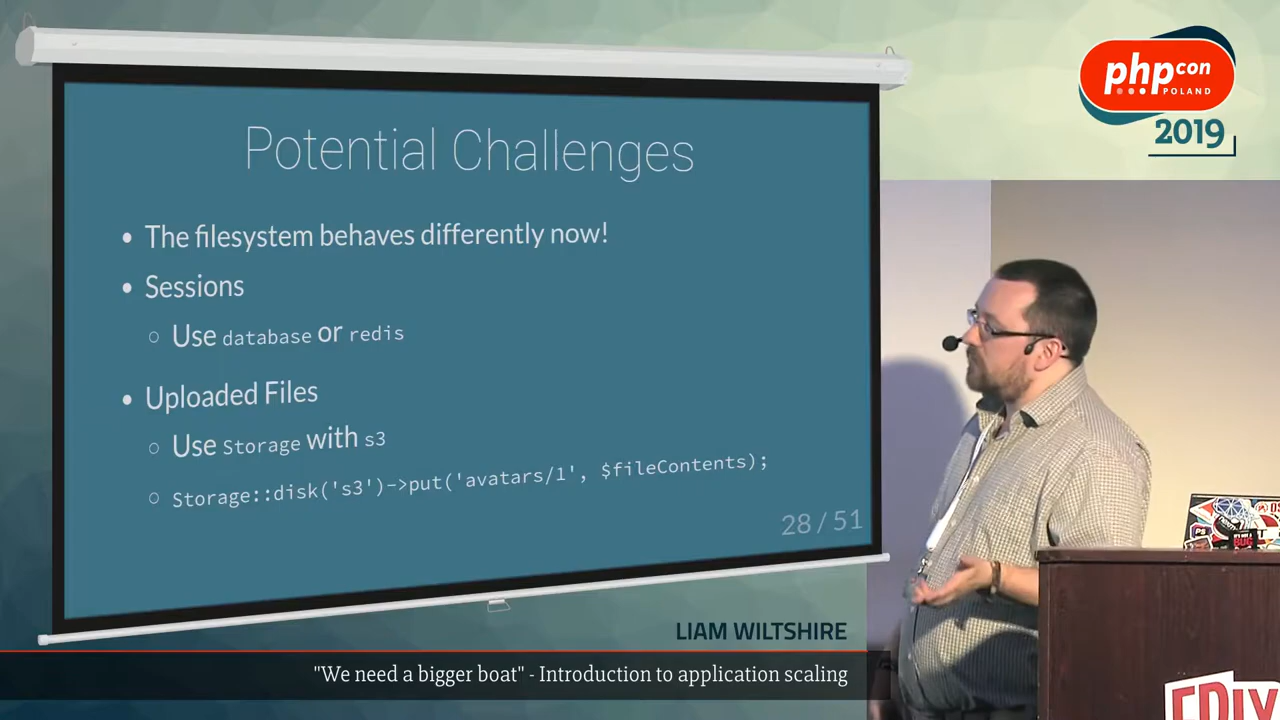 Potential Challenges
• The filesystem behaves differently now!
• Sessions
○ Use database or redis
• Uploaded Files
○ Use Storage with s3
○ Storage::disk('s3')->put('avatars/1', $fileContents);
28 / 51
phpcon
POLAND
2019
LIAM WILTSHIRE
"We need a bigger boat" - Introduction to application scaling